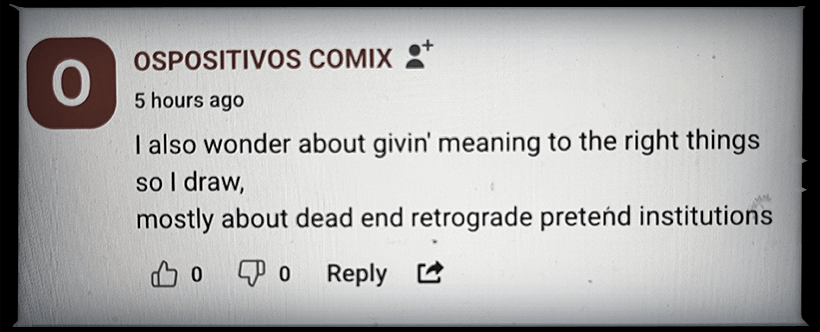 O
OSPOSITIVOS COMIX
5 hours ago
I also wonder about givin' meaning to the right things
so I draw,
mostly about dead end retrograde pretend institutions
0 0 Reply